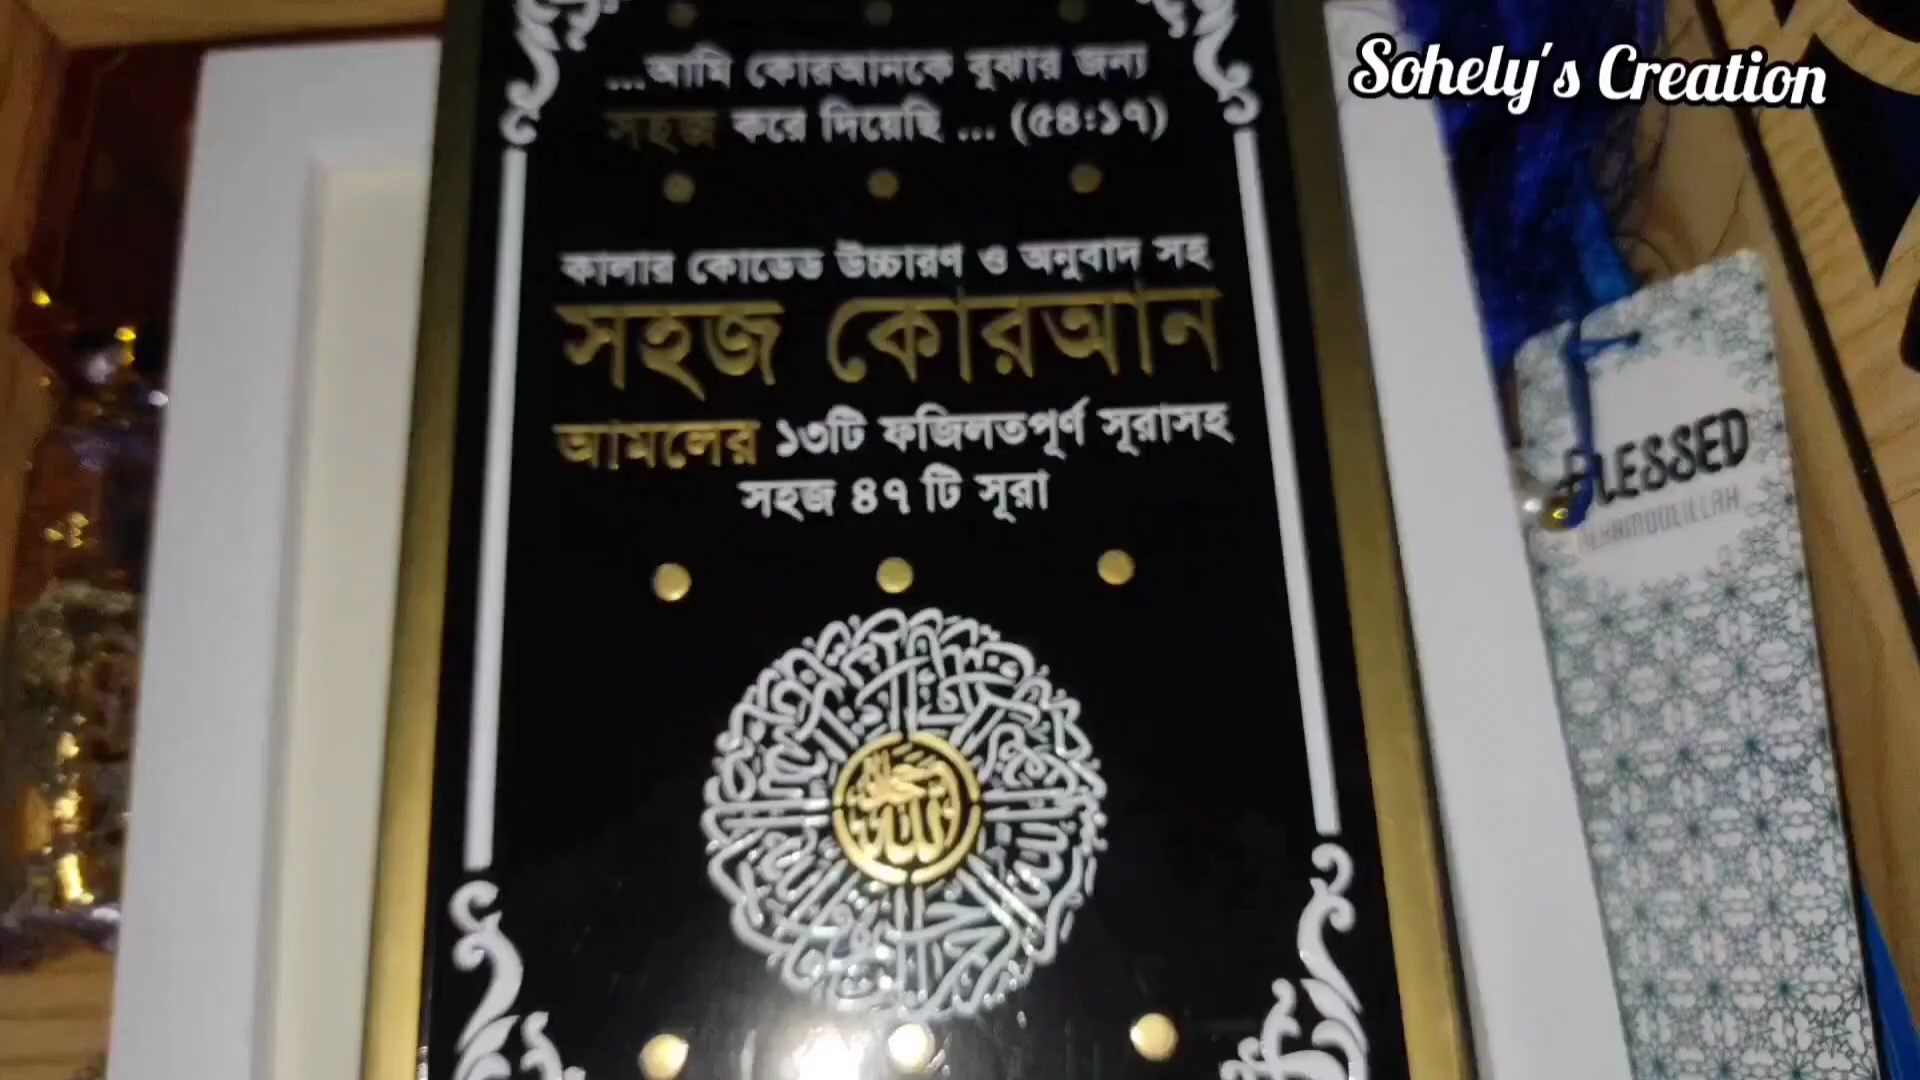 Sohely's Creation
...আমি কোরআনকে বুঝার জন্য
সহজ করে দিয়েছি ... (৫৪:১৭)
কালার কোডেড উচ্চারণ ও অনুবাদ সহ
সহজ কোরআন
আমলের ১৩টি ফজিলতপূর্ণ সূরাসহ
সহজ ৪৭ টি সূরা
BLESSED
ALHAMDULILLAH